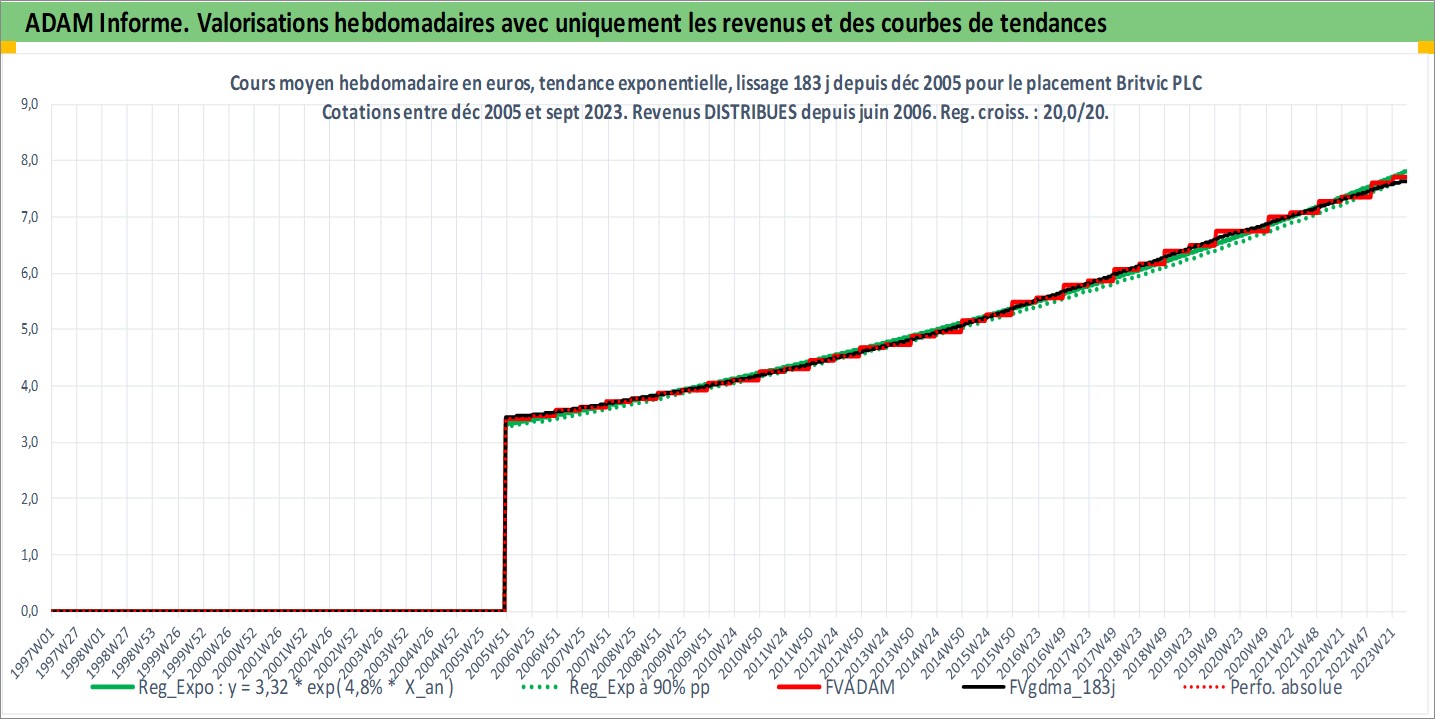 ADAM Informe. Valorisations hebdomadaires avec uniquement les revenus et des courbes de tendances
Cours moyen hebdomadaire en euros, tendance exponentielle, lissage 183 j depuis déc 2005 pour le placement Britvic PLC
Cotations entre déc 2005 et sept 2023. Revenus DISTRIBUES depuis juin 2006. Reg. croiss. : 20,0/20.
9,0
8,0
7,0
6,0
5,0
4,0
3,0
2,0
1,0
0,0
1997W01
1997W27
1998W01
1998W27
1998W53
1999W26
1999W52
2000W26
2000W52
2001W26
2001W52
2002W26
2002W52
2003W26
2003W52
2004W26
2004W52
2005W25
2005W51
2006W25
2006W51
2007W25
2007W51
2008W25
2008W51
2009W25
2009W51
2010W24
2010W50
2011W24
2011W50
2012W24
2012W50
2013W24
2013W50
2014W24
2014W50
2015W24
2015W50
2016W23
2016W49
2017W23
2017W49
2018W23
2018W49
2019W23
2019W49
2020W23
2020W49
2021W22
2021W48
2022W21
2022W47
2023W21
Reg_Expo : y = 3,32 * exp( 4,8% * X_an )
Reg_Exp à 90% pp
FVADAM
FVgdma_183j
Perfo. absolue